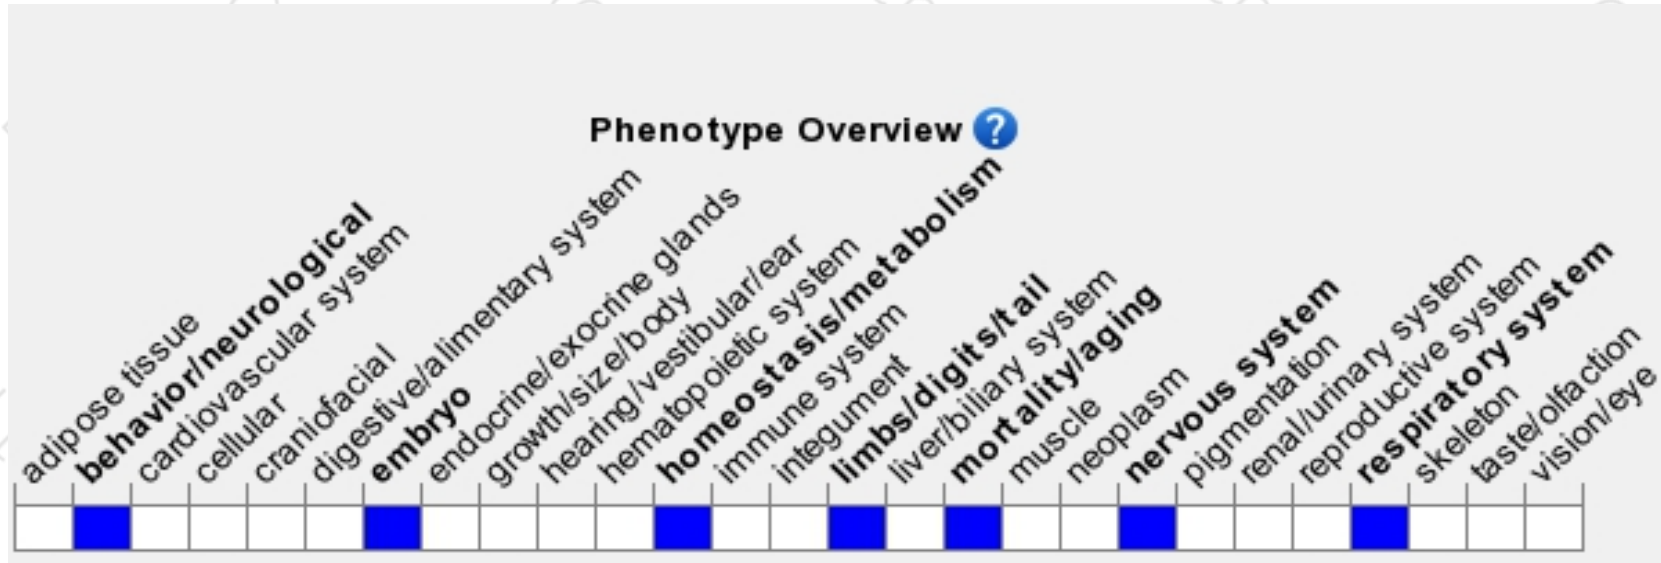 Phenotype Overview ?
adipose tissue
behavior/neurological
cardiovascular system
cellular
craniofacial
digestive/alimentary system
embryo
endocrine/exocrine glands
growth/size/body
hearing/vestibular/ear
hematopoietic system
homeostasis/metabolism
immune system
integument
limbs/digits/tail
liver/biliary system
mortality/aging
muscle
neoplasm
nervous system
pigmentation
renal/urinary system
reproductive system
respiratory system
skeleton
taste/olfaction
vision/eye